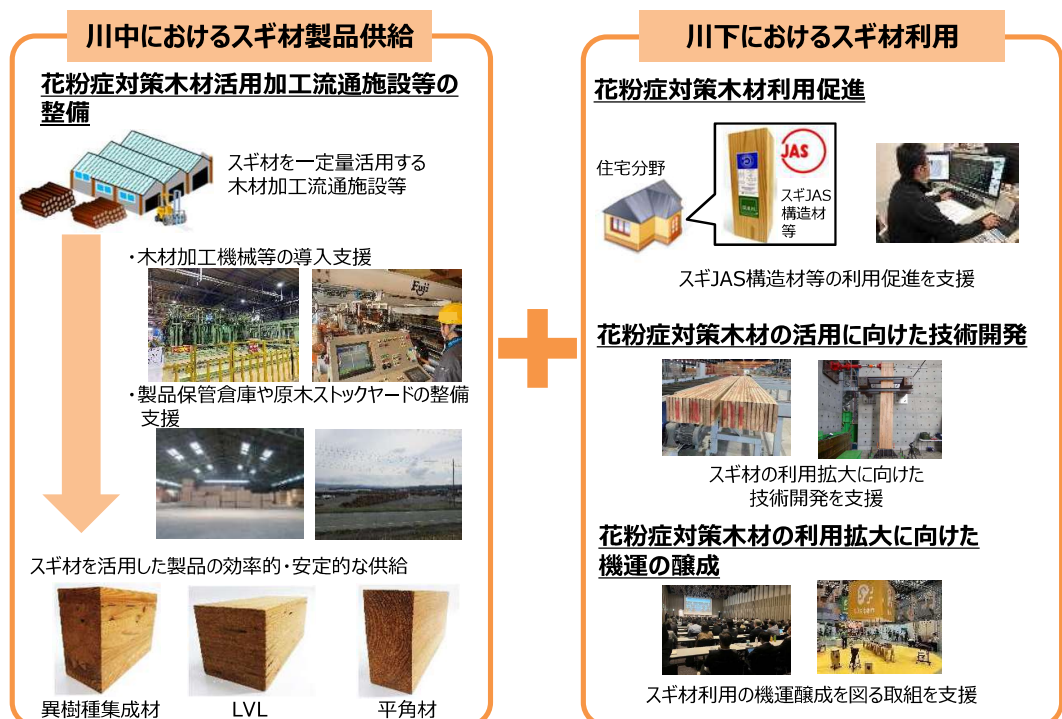 川中におけるスギ材製品供給
花粉症対策木材活用加工流通施設等の
整備
スギ材を一定量活用する
木材加工流通施設等
・木材加工機械等の導入支援
Fuji
・製品保管倉庫や原木ストックヤードの整備
支援
スギ材を活用した製品の効率的・安定的な供給
異樹種集成材
LVL
平角材
川下におけるスギ材利用
花粉症対策木材利用促進
住宅分野
JAS
スギJAS
構造材
等
スギJAS構造材等の利用促進を支援
花粉症対策木材の活用に向けた技術開発
スギ材の利用拡大に向けた
技術開発を支援
花粉症対策木材の利用拡大に向けた
機運の醸成
Listen
スギ材利用の機運醸成を図る取組を支援